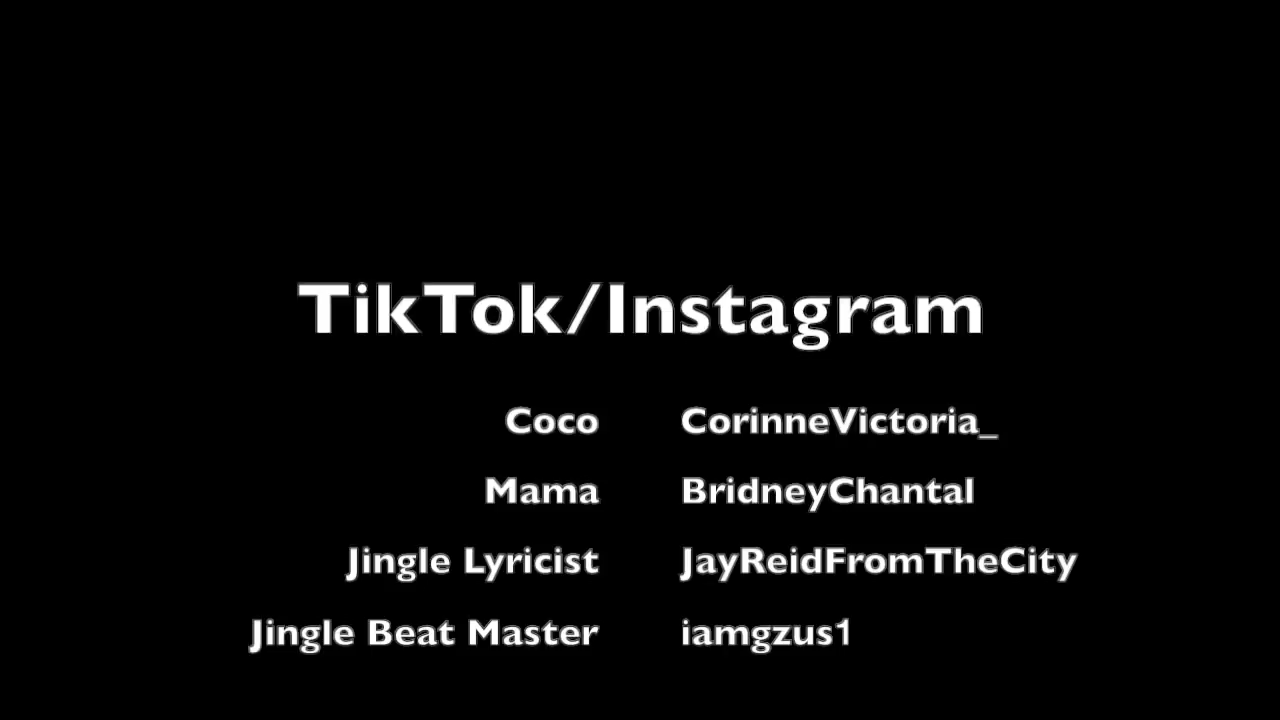 TikTok/Instagram
Coco CorinneVictoria_
Mama BridneyChantal
Jingle Lyricist JayReidFromTheCity
Jingle Beat Master iamgzus1